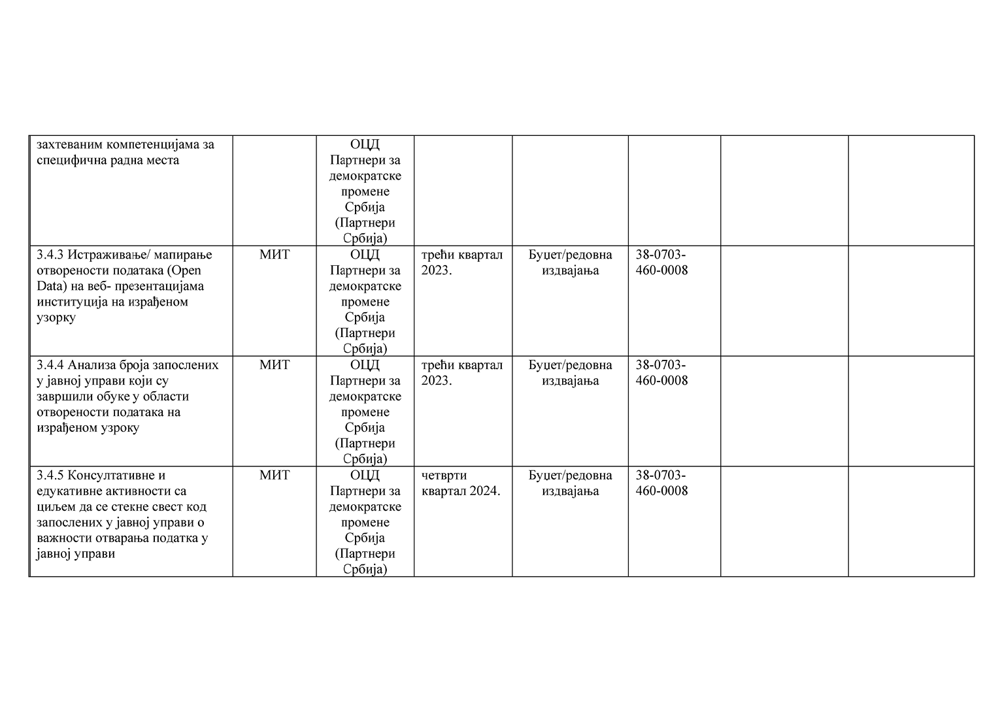 захтеваним компетенцијама за
специфична радна места
ОЦД
Партнери за
демократске
промене
Србија
(Партнери
Србија)
3.4.3 Истраживање/ мапирање
отворености података (Open
Data) на веб- презентацијама
институција на израђеном
узорку
МИТ
ОЦД
Партнери за
демократске
промене
Србија
(Партнери
Србија)
трећи квартал
2023.
Буџет/редовна
издвајања
38-0703-
460-0008
3.4.4 Анализа броја запослених
у јавној управи који су
завршили обуке у области
отворености података на
израђеном узроку
МИТ
ОЦД
Партнери за
демократске
промене
Србија
(Партнери
Србија)
трећи квартал
2023.
Буџет/редовна
издвајања
38-0703-
460-0008
3.4.5 Консултативне и
едукативне активности са
циљем да се стекне свест код
запослених у јавној управи о
важности отварања податка у
јавној управи
МИТ
ОЦД
Партнери за
демократске
промене
Србија
(Партнери
Србија)
четврти
квартал 2024.
Буџет/редовна
издвајања
38-0703-
460-0008